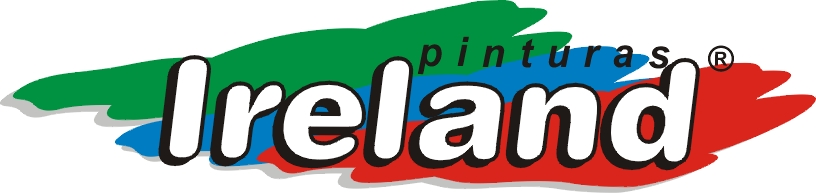 pinturas ®
Ireland